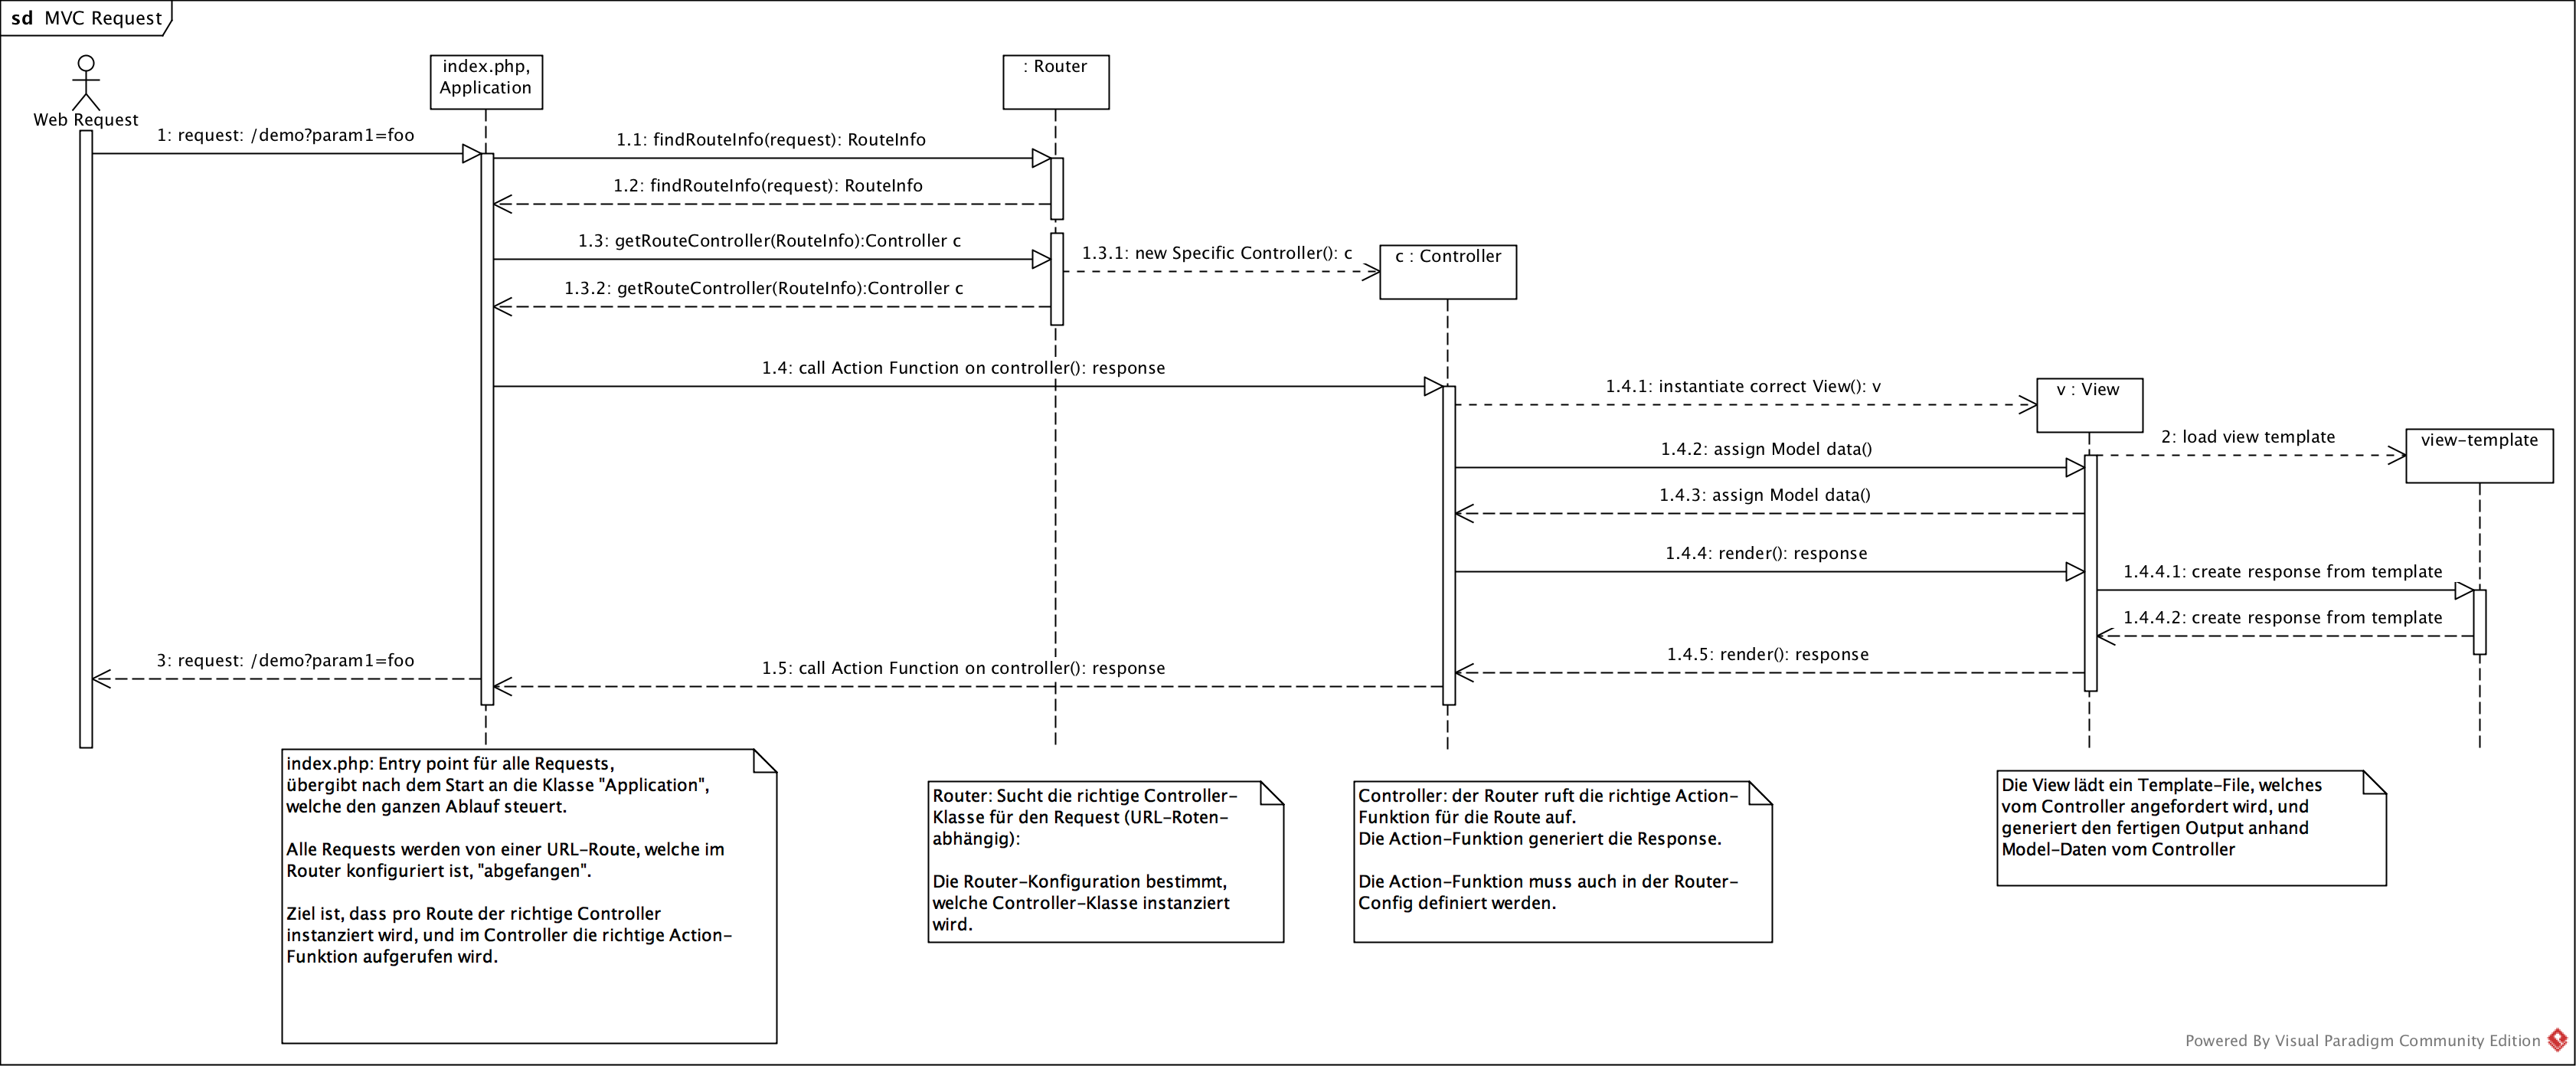 sd MVC Request
Web Request
index.php,
Application
: Router
1: request: /demo?param1=foo
1.1: findRouteInfo(request): RouteInfo
1.2: findRouteInfo(request): RouteInfo
1.3: getRouteController(RouteInfo):Controller c
1.3.1: new Specific Controller(): c
c : Controller
1.3.2: getRouteController(RouteInfo):Controller c
1.4: call Action Function on controller(): response
1.4.1: instantiate correct View(): v
v : View
2: load view template
view-template
1.4.2: assign Model data()
1.4.3: assign Model data()
1.4.4: render(): response
1.4.4.1: create response from template
1.4.4.2: create response from template
1.4.5: render(): response
1.5: call Action Function on controller(): response
3: request: /demo?param1=foo
index.php: Entry point für alle Requests,
übergibt nach dem Start an die Klasse "Application",
welche den ganzen Ablauf steuert.
Alle Requests werden von einer URL-Route, welche im
Router konfiguriert ist, "abgefangen".
Ziel ist, dass pro Route der richtige Controller
instanziert wird, und im Controller die richtige Action-
Funktion aufgerufen wird.
Router: Sucht die richtige Controller-
Klasse für den Request (URL-Roten-
abhängig):
Die Router-Konfiguration bestimmt,
welche Controller-Klasse instanziert
wird.
Controller: der Router ruft die richtige Action-
Funktion für die Route auf.
Die Action-Funktion generiert die Response.
Die Action-Funktion muss auch in der Router-
Config definiert werden.
Die View lädt ein Template-File, welches
vom Controller angefordert wird, und
generiert den fertigen Output anhand
Model-Daten vom Controller
Powered By Visual Paradigm Community Edition